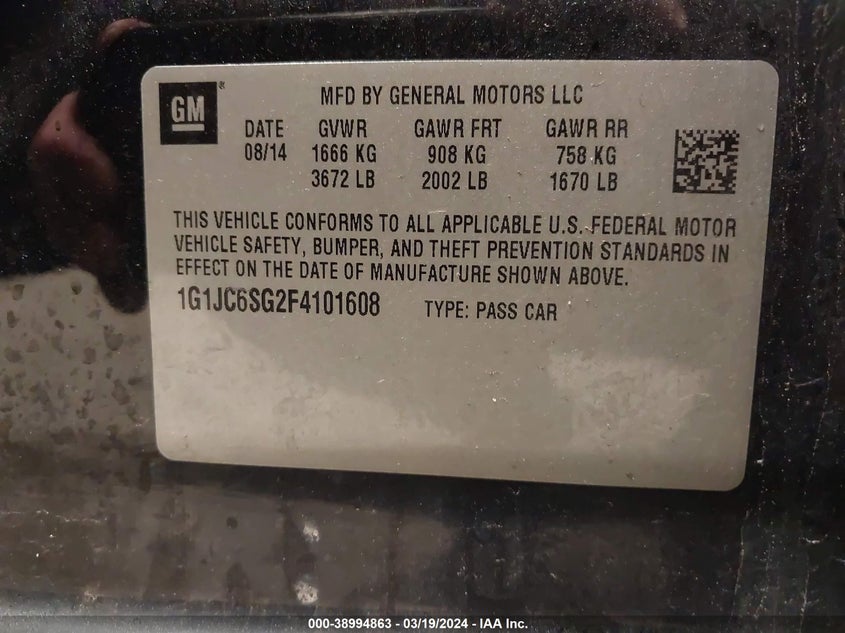 GM®
MFD BY GENERAL MOTORS LLC
DATE GVWR GAWR FRT GAWR RR
08/14 1666 KG 908 KG 758 KG
3672 LB 2002 LB 1670 LB
THIS VEHICLE CONFORMS TO ALL APPLICABLE U.S. FEDERAL MOTOR
VEHICLE SAFETY, BUMPER, AND THEFT PREVENTION STANDARDS IN
EFFECT ON THE DATE OF MANUFACTURE SHOWN ABOVE.
1G1JC6SG2F4101608 TYPE: PASS CAR
000-38994863 - 03/19/2024 - IAA Inc.